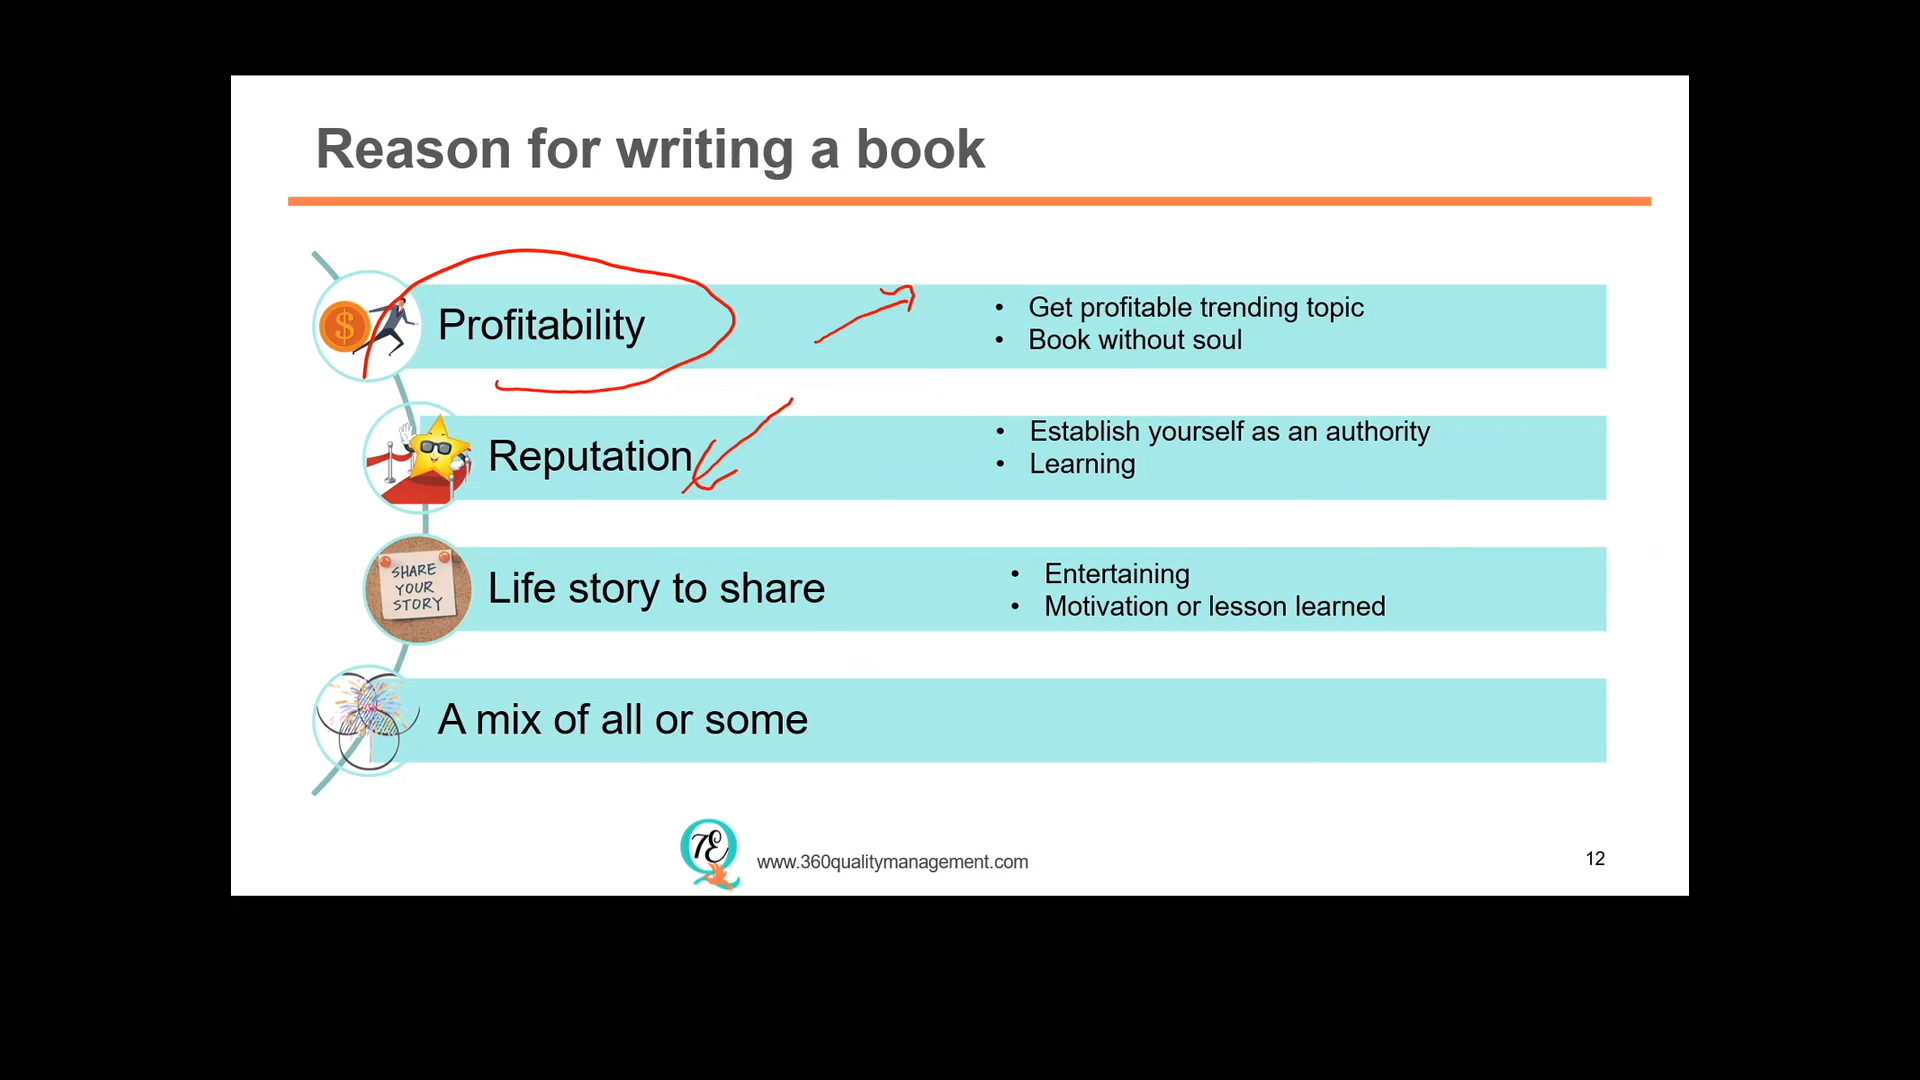 Reason for writing a book
$
Profitability
• Get profitable trending topic
• Book without soul
Reputation
• Establish yourself as an authority
• Learning
SHARE
YOUR
STORY
Life story to share
• Entertaining
• Motivation or lesson learned
A mix of all or some
www.360qualitymanagement.com
12